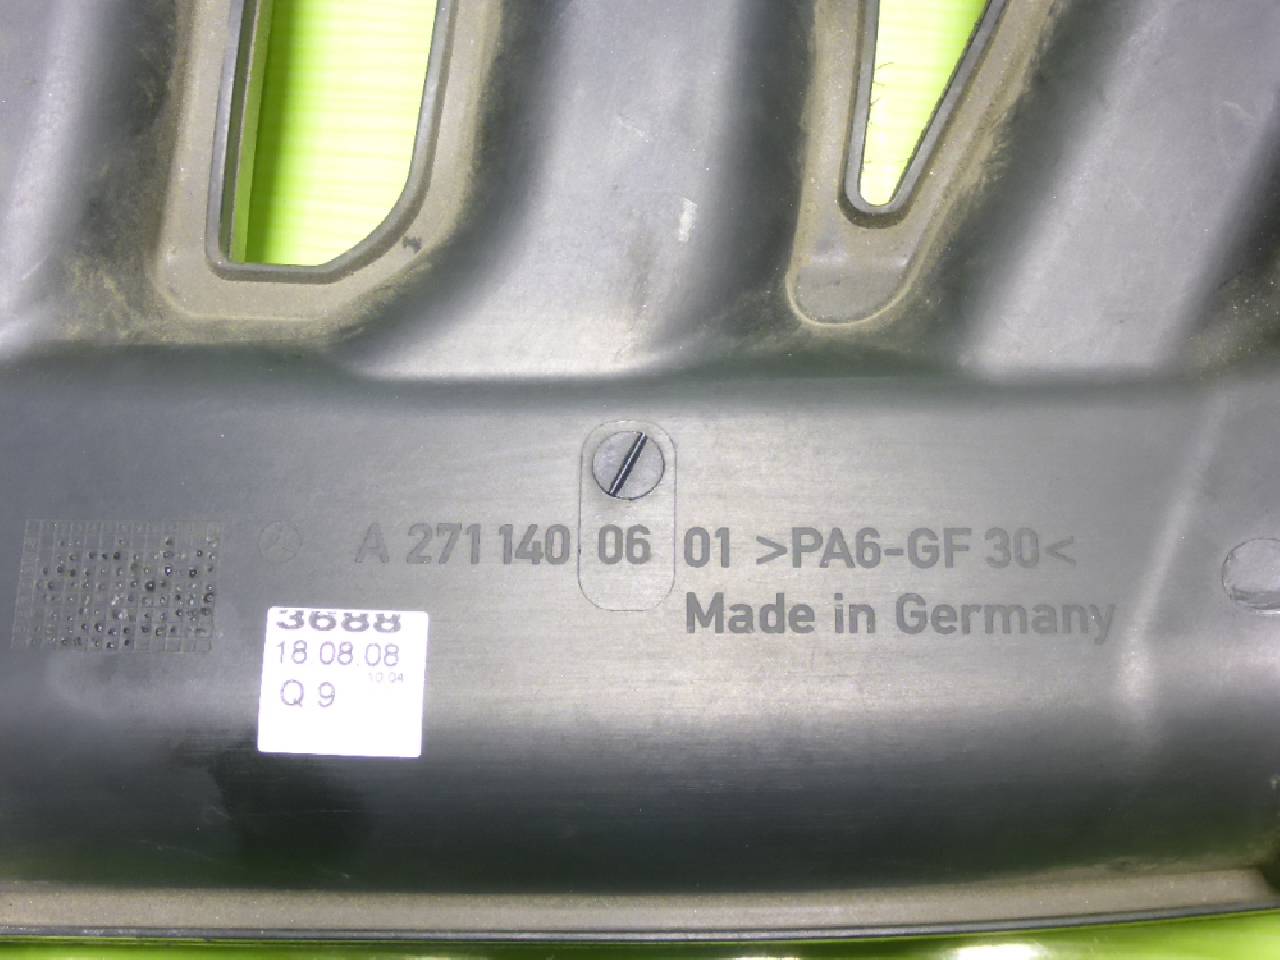 A 271 140 06 01 >PA6-GF 30<
Made in Germany
3688
18.08.08
10:04
Q 9